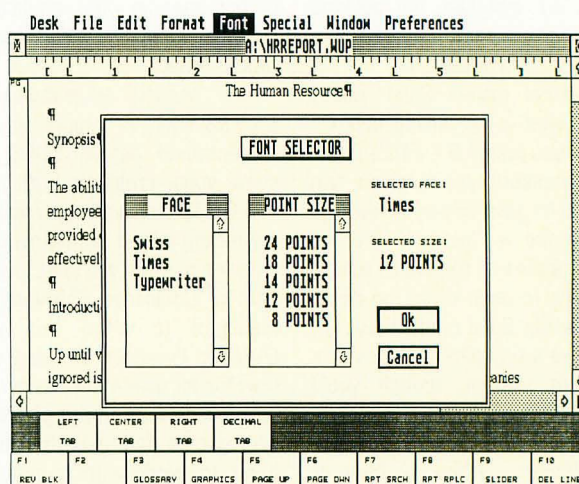 Desk File Edit Format Font Special Window Preferences
A:\HRREPORT.WUP
PG 1
The Human Resource¶
¶
Synopsis¶
¶
The abilit
employee
provided
effectivel
¶
Introducti
¶
Up until v
ignored is
anies
FONT SELECTOR
FACE
Swiss
Times
Typewriter
POINT SIZE
24 POINTS
18 POINTS
14 POINTS
12 POINTS
8 POINTS
SELECTED FACE:
Times
SELECTED SIZE:
12 POINTS
Ok
Cancel
LEFT TAB
CENTER TAB
RIGHT TAB
DECIMAL TAB
F1 REV BLK
F2
F3 GLOSSARY
F4 GRAPHICS
F5 PAGE UP
F6 PAGE DWN
F7 RPT SRCH
F8 RPT RPLC
F9 SLIDER
F10 DEL LINE